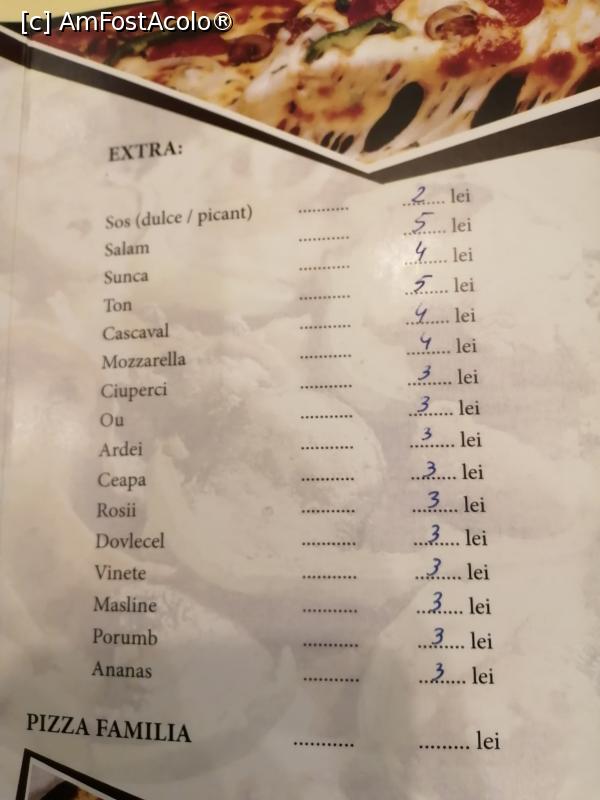 [c] AmFostAcolo®
EXTRA:
Sos (dulce / picant) ........... ..2..... lei
Salam ........... ..5..... lei
Sunca ........... ..4..... lei
Ton ........... ..5..... lei
Cascaval ........... ..4..... lei
Mozzarella ........... ..4..... lei
Ciuperci ........... ..3..... lei
Ou ........... ..3..... lei
Ardei ........... ..3..... lei
Ceapa ........... ..3..... lei
Rosii ........... ..3..... lei
Dovlecel ........... ..3..... lei
Vinete ........... ..3..... lei
Masline ........... ..3..... lei
Porumb ........... ..3..... lei
Ananas ........... ..3..... lei
PIZZA FAMILIA ............ .......... lei